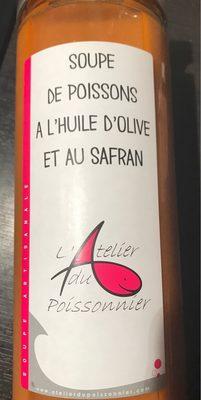 SOUPE
DE POISSONS
A L'HUILE D'OLIVE
ET AU SAFRAN
L'Atelier
du
Poissonnier
SOUPE ARTISANALE
www.atelierdupoissonnier.com